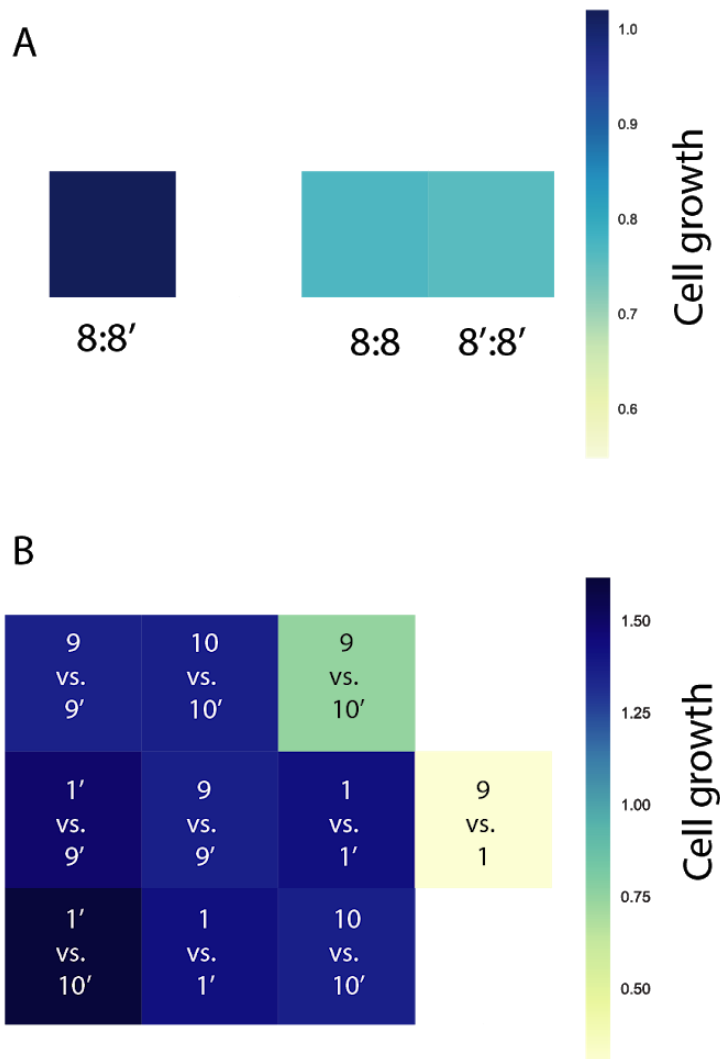 A
1.0
0.9
0.8
0.7
0.6
Cell growth
8:8’
8:8
8’:8’
B
9 vs. 9’
10 vs. 10’
9 vs. 10’
1’ vs. 9’
9 vs. 9’
1 vs. 1’
9 vs. 1
1’ vs. 10’
1 vs. 1’
10 vs. 10’
1.50
1.25
1.00
0.75
0.50
Cell growth